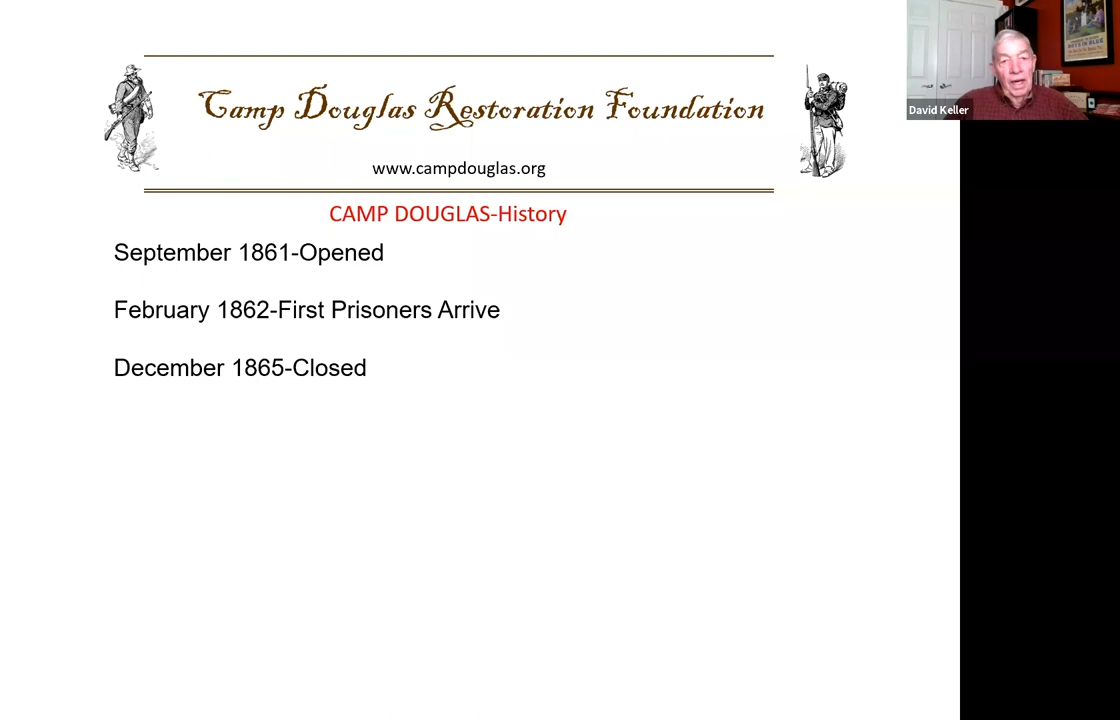 Camp Douglas Restoration Foundation
www.campdouglas.org
CAMP DOUGLAS-History
September 1861-Opened
February 1862-First Prisoners Arrive
December 1865-Closed
David Keller